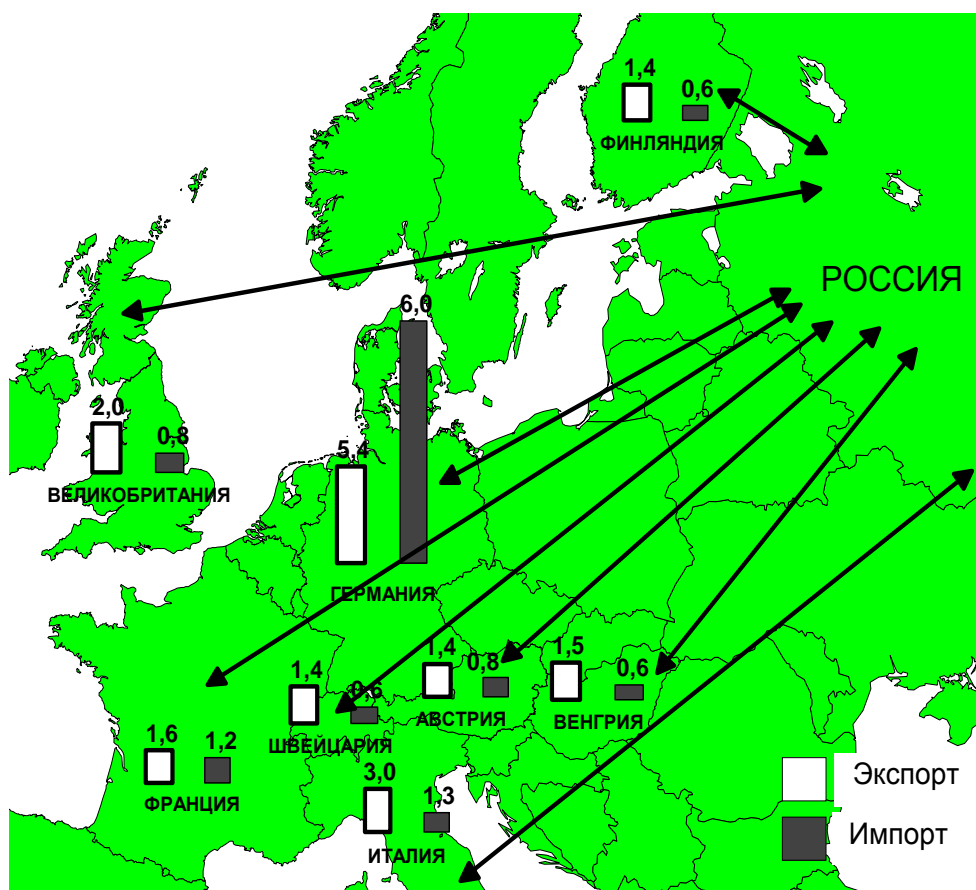 1,4
0,6
ФИНЛЯНДИЯ
РОССИЯ
6,0
2,0
0,8
ВЕЛИКОБРИТАНИЯ
5,4
ГЕРМАНИЯ
1,4
0,6
ШВЕЙЦАРИЯ
1,4
0,8
АВСТРИЯ
1,5
0,6
ВЕНГРИЯ
1,6
1,2
ФРАНЦИЯ
3,0
1,3
ИТАЛИЯ
Экспорт
Импорт